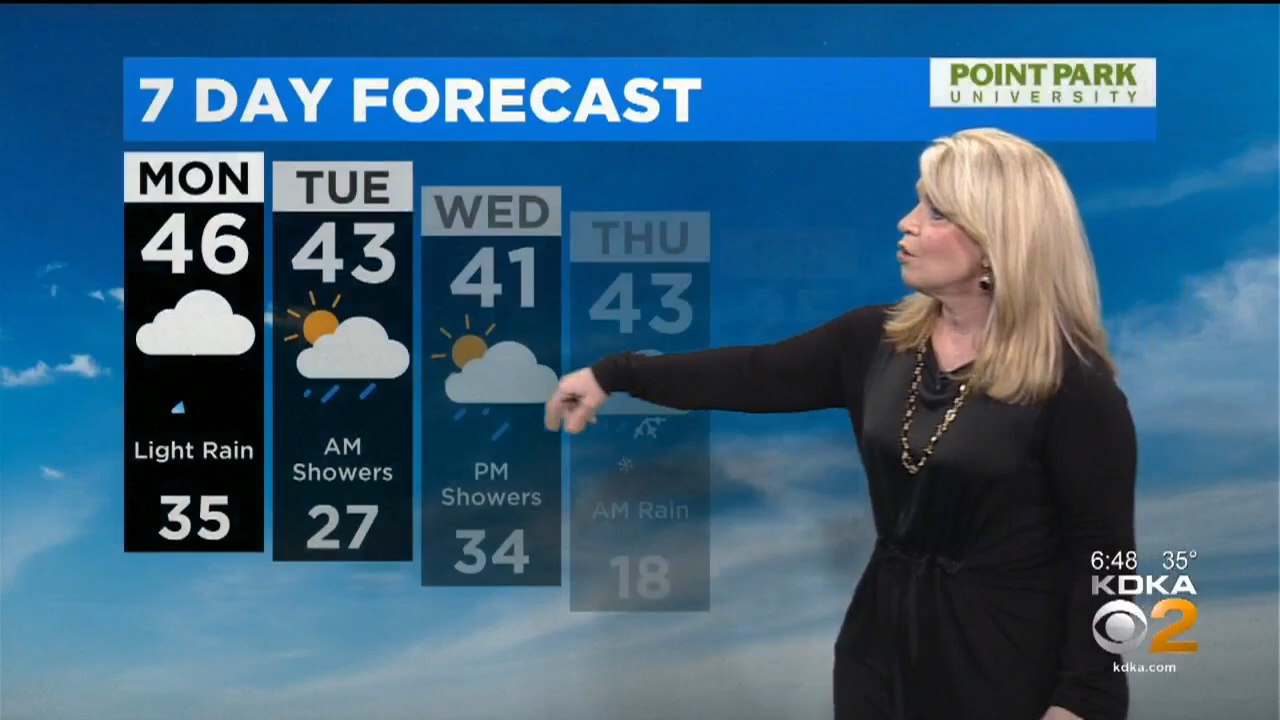 7 DAY FORECAST
POINT PARK
UNIVERSITY
MON
46
Light Rain
35
TUE
43
AM
Showers
27
WED
41
PM
Showers
34
THU
43
AM Rain
18
6:48 35°
KDKA
2
kdka.com